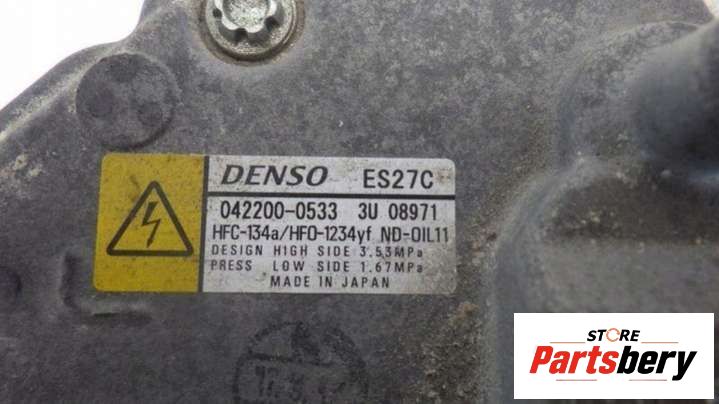 DENSO ES27C
042200-0533 3U 08971
HFC-134a/HFO-1234yf ND-OIL11
DESIGN HIGH SIDE 3.53MPa
PRESS LOW SIDE 1.67MPa
MADE IN JAPAN
STORE
Partsbery